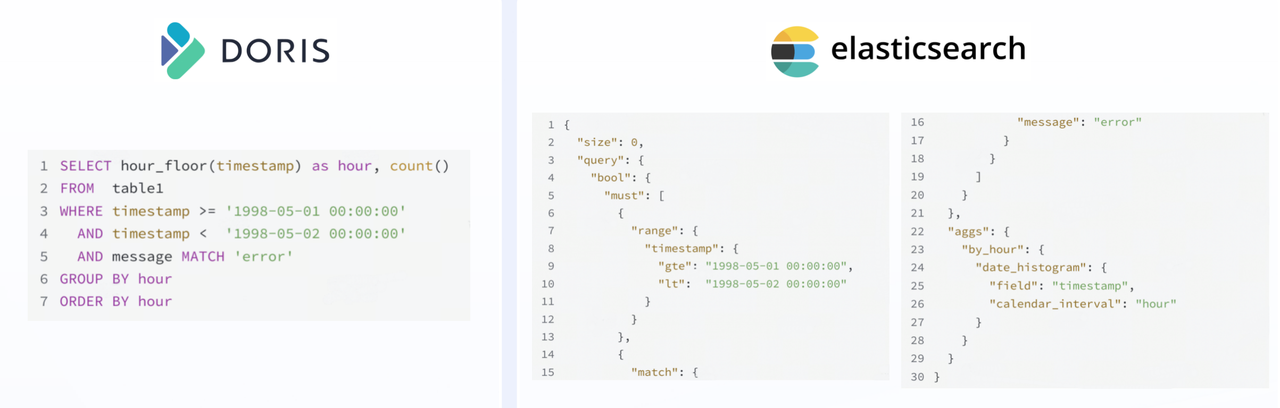 DORIS
1 SELECT hour_floor(timestamp) as hour, count()
2 FROM  table1
3 WHERE timestamp >= '1998-05-01 00:00:00'
4   AND timestamp <  '1998-05-02 00:00:00'
5   AND message MATCH 'error'
6 GROUP BY hour
7 ORDER BY hour
elasticsearch
1 {
2   "size": 0,
3   "query": {
4     "bool": {
5       "must": [
6         {
7           "range": {
8             "timestamp": {
9               "gte": "1998-05-01 00:00:00",
10               "lt":  "1998-05-02 00:00:00"
11             }
12           }
13         },
14         {
15           "match": {
16             "message": "error"
17           }
18         }
19       ]
20     }
21   },
22   "aggs": {
23     "by_hour": {
24       "date_histogram": {
25         "field": "timestamp",
26         "calendar_interval": "hour"
27       }
28     }
29   }
30 }